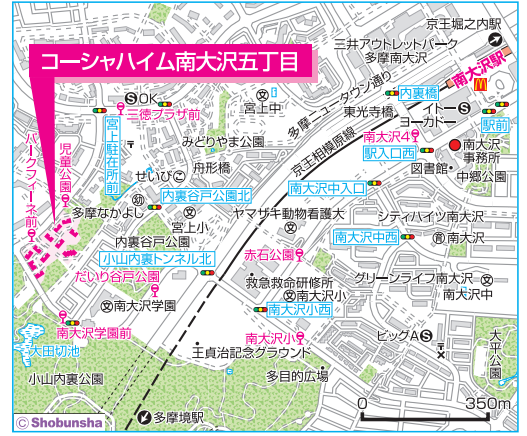 京王堀之内駅
三井アウトレットパーク
多摩南大沢
南大沢駅
コーシャハイム南大沢五丁目
SOK
三徳プラザ前
文
宮上中
多摩ニュータウン通り
内裏橋
東光寺橋
イトーS
ヨーカドー
駅前
宮上駐在所前
みどりやま公園
京王相模原線
南大沢4
駅入口西
南大沢
事務所
図書館
中郷公園
児童公園
パークフィーネ前
せいぴこ
舟形橋
内裏谷戸公園北
南大沢中入口
幼
多摩なかよし
文
宮上小
ヤマザキ動物看護大
シティハイツ南大沢
内裏谷戸公園
南大沢中西
南大沢
小山内裏トンネル北
赤石公園
だいり谷戸公園
救急救命研修所
グリーンライフ南大沢
文
南大沢中
文南大沢学園
文南大沢小
南大沢小西
南大沢学園前
南大沢小
ビッグAS
大田切池
王貞治記念グラウンド
大平公園
小山内裏公園
多目的広場
多摩境駅
0 350m
© Shobunsha